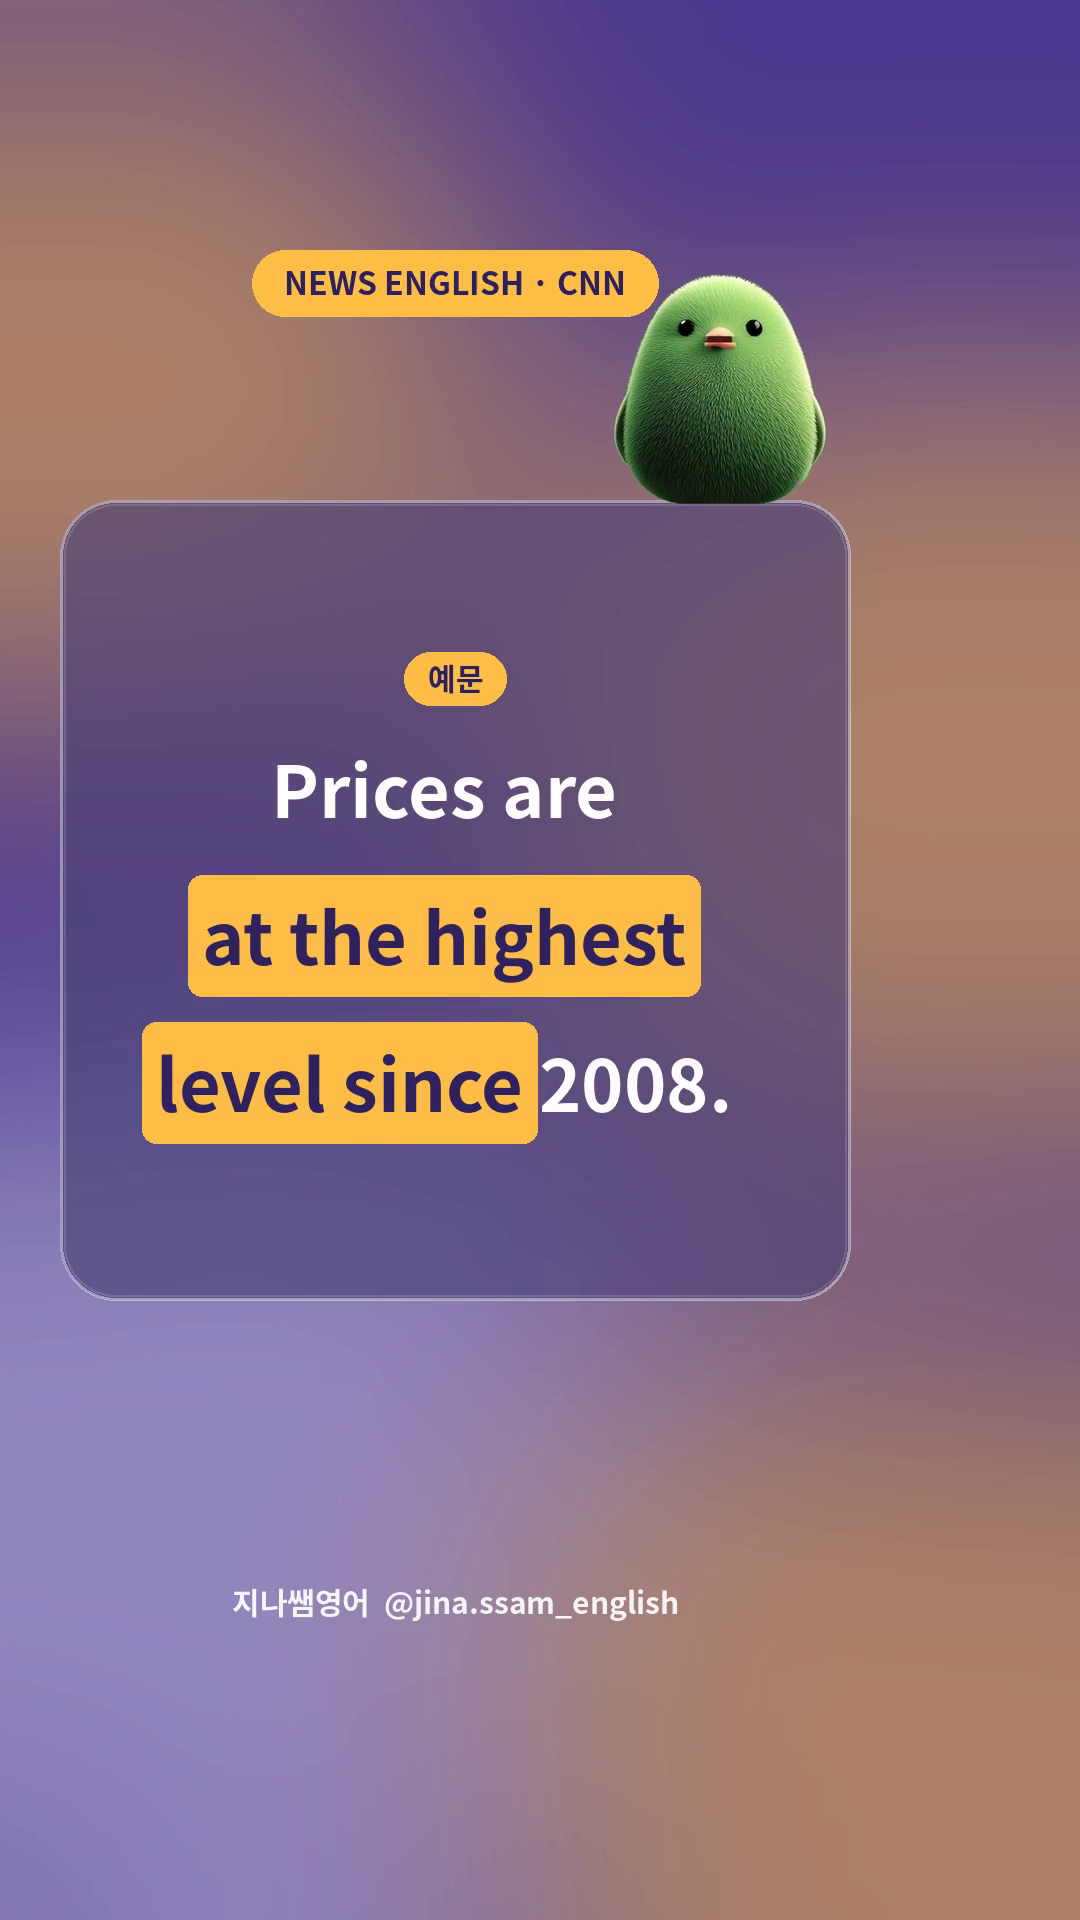 NEWS ENGLISH · CNN
예문
Prices are
at the highest
level since 2008.
지나쌤영어 @jina.ssam_english